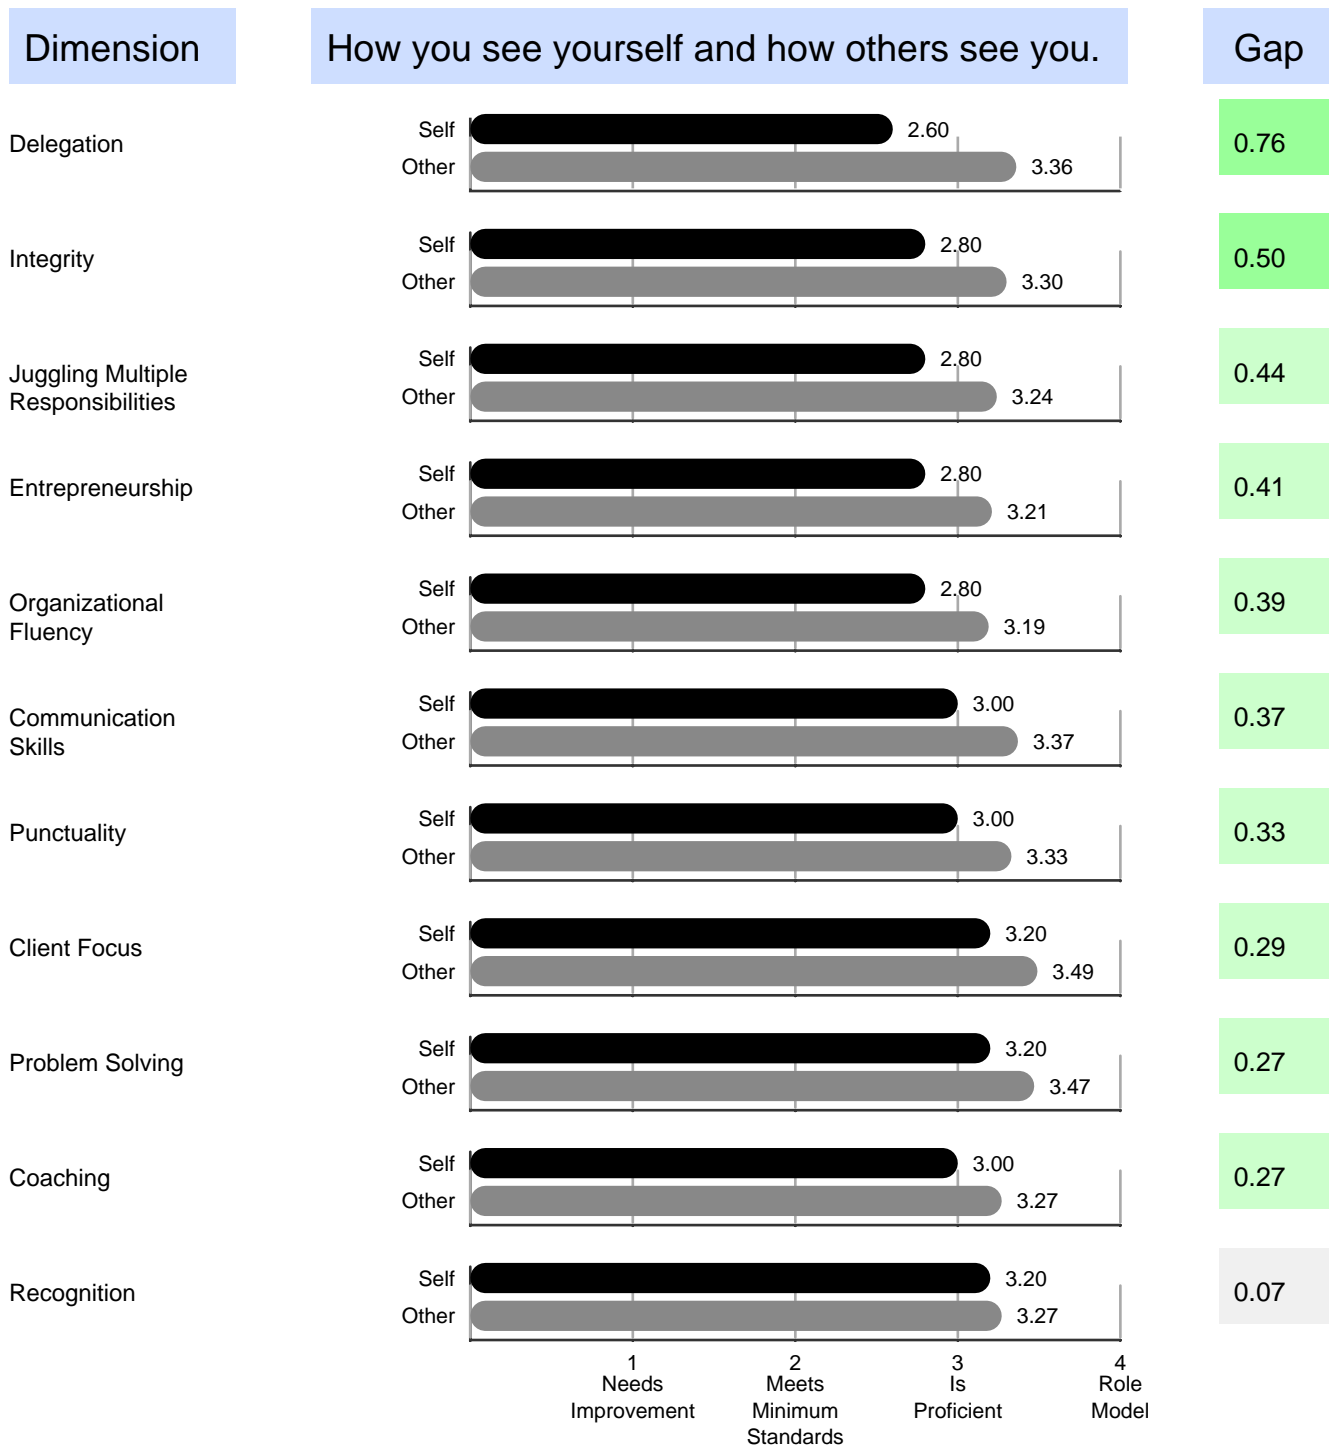 Dimension
How you see yourself and how others see you.
Gap
Delegation
Self
2.60
Other
3.36
0.76
Integrity
Self
2.80
Other
3.30
0.50
Juggling Multiple
Responsibilities
Self
2.80
Other
3.24
0.44
Entrepreneurship
Self
2.80
Other
3.21
0.41
Organizational
Fluency
Self
2.80
Other
3.19
0.39
Communication
Skills
Self
3.00
Other
3.37
0.37
Punctuality
Self
3.00
Other
3.33
0.33
Client Focus
Self
3.20
Other
3.49
0.29
Problem Solving
Self
3.20
Other
3.47
0.27
Coaching
Self
3.00
Other
3.27
0.27
Recognition
Self
3.20
Other
3.27
0.07
1
Needs
Improvement
2
Meets
Minimum
Standards
3
Is
Proficient
4
Role
Model